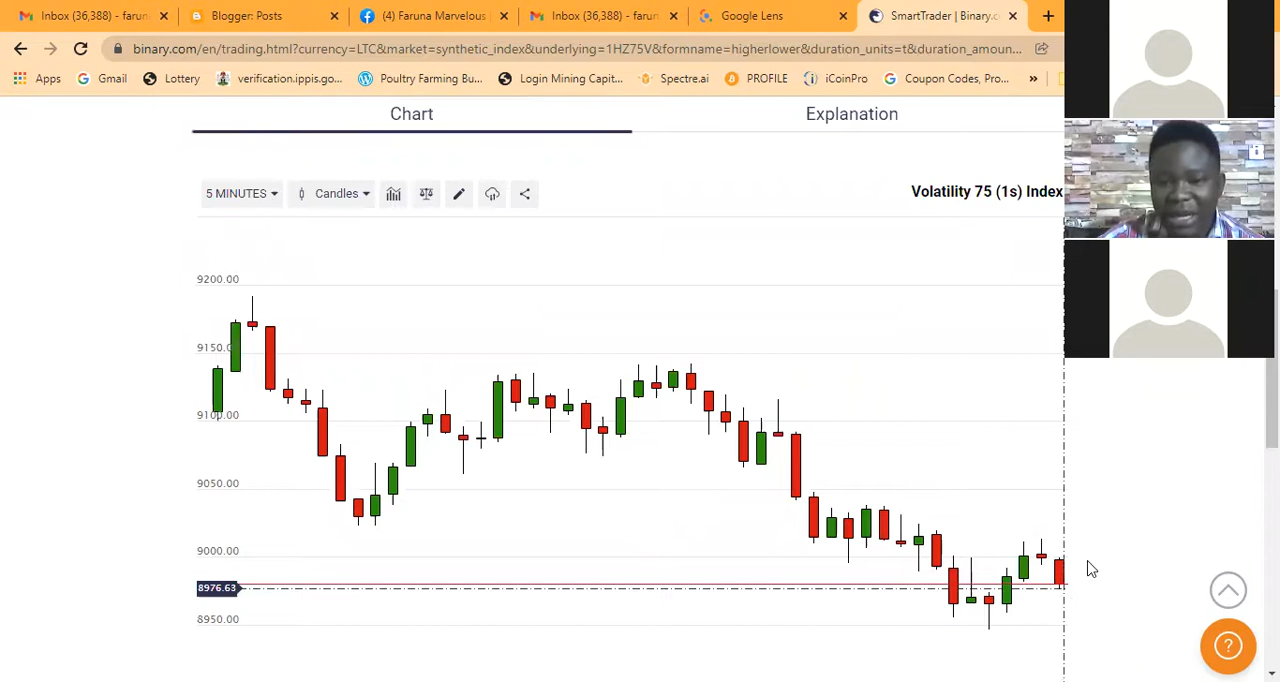 Inbox (36,388) - farun
Blogger: Posts
(4) Faruna Marvelous
Inbox (36,388) - farun
Google Lens
SmartTrader | Binary.c
binary.com/en/trading.html?currency=LTC&market=synthetic_index&underlying=1HZ75V&formname=higherlower&duration_units=t&duration_amoun...
Apps
Gmail
Lottery
verification.ippis.go...
Poultry Farming Bu...
Login Mining Capit...
Spectre.ai
PROFILE
iCoinPro
Coupon Codes, Pro...
»
Chart
Explanation
5 MINUTES
Candles
Volatility 75 (1s) Index
9200.00
9150.00
9100.00
9050.00
9000.00
8976.63
8950.00